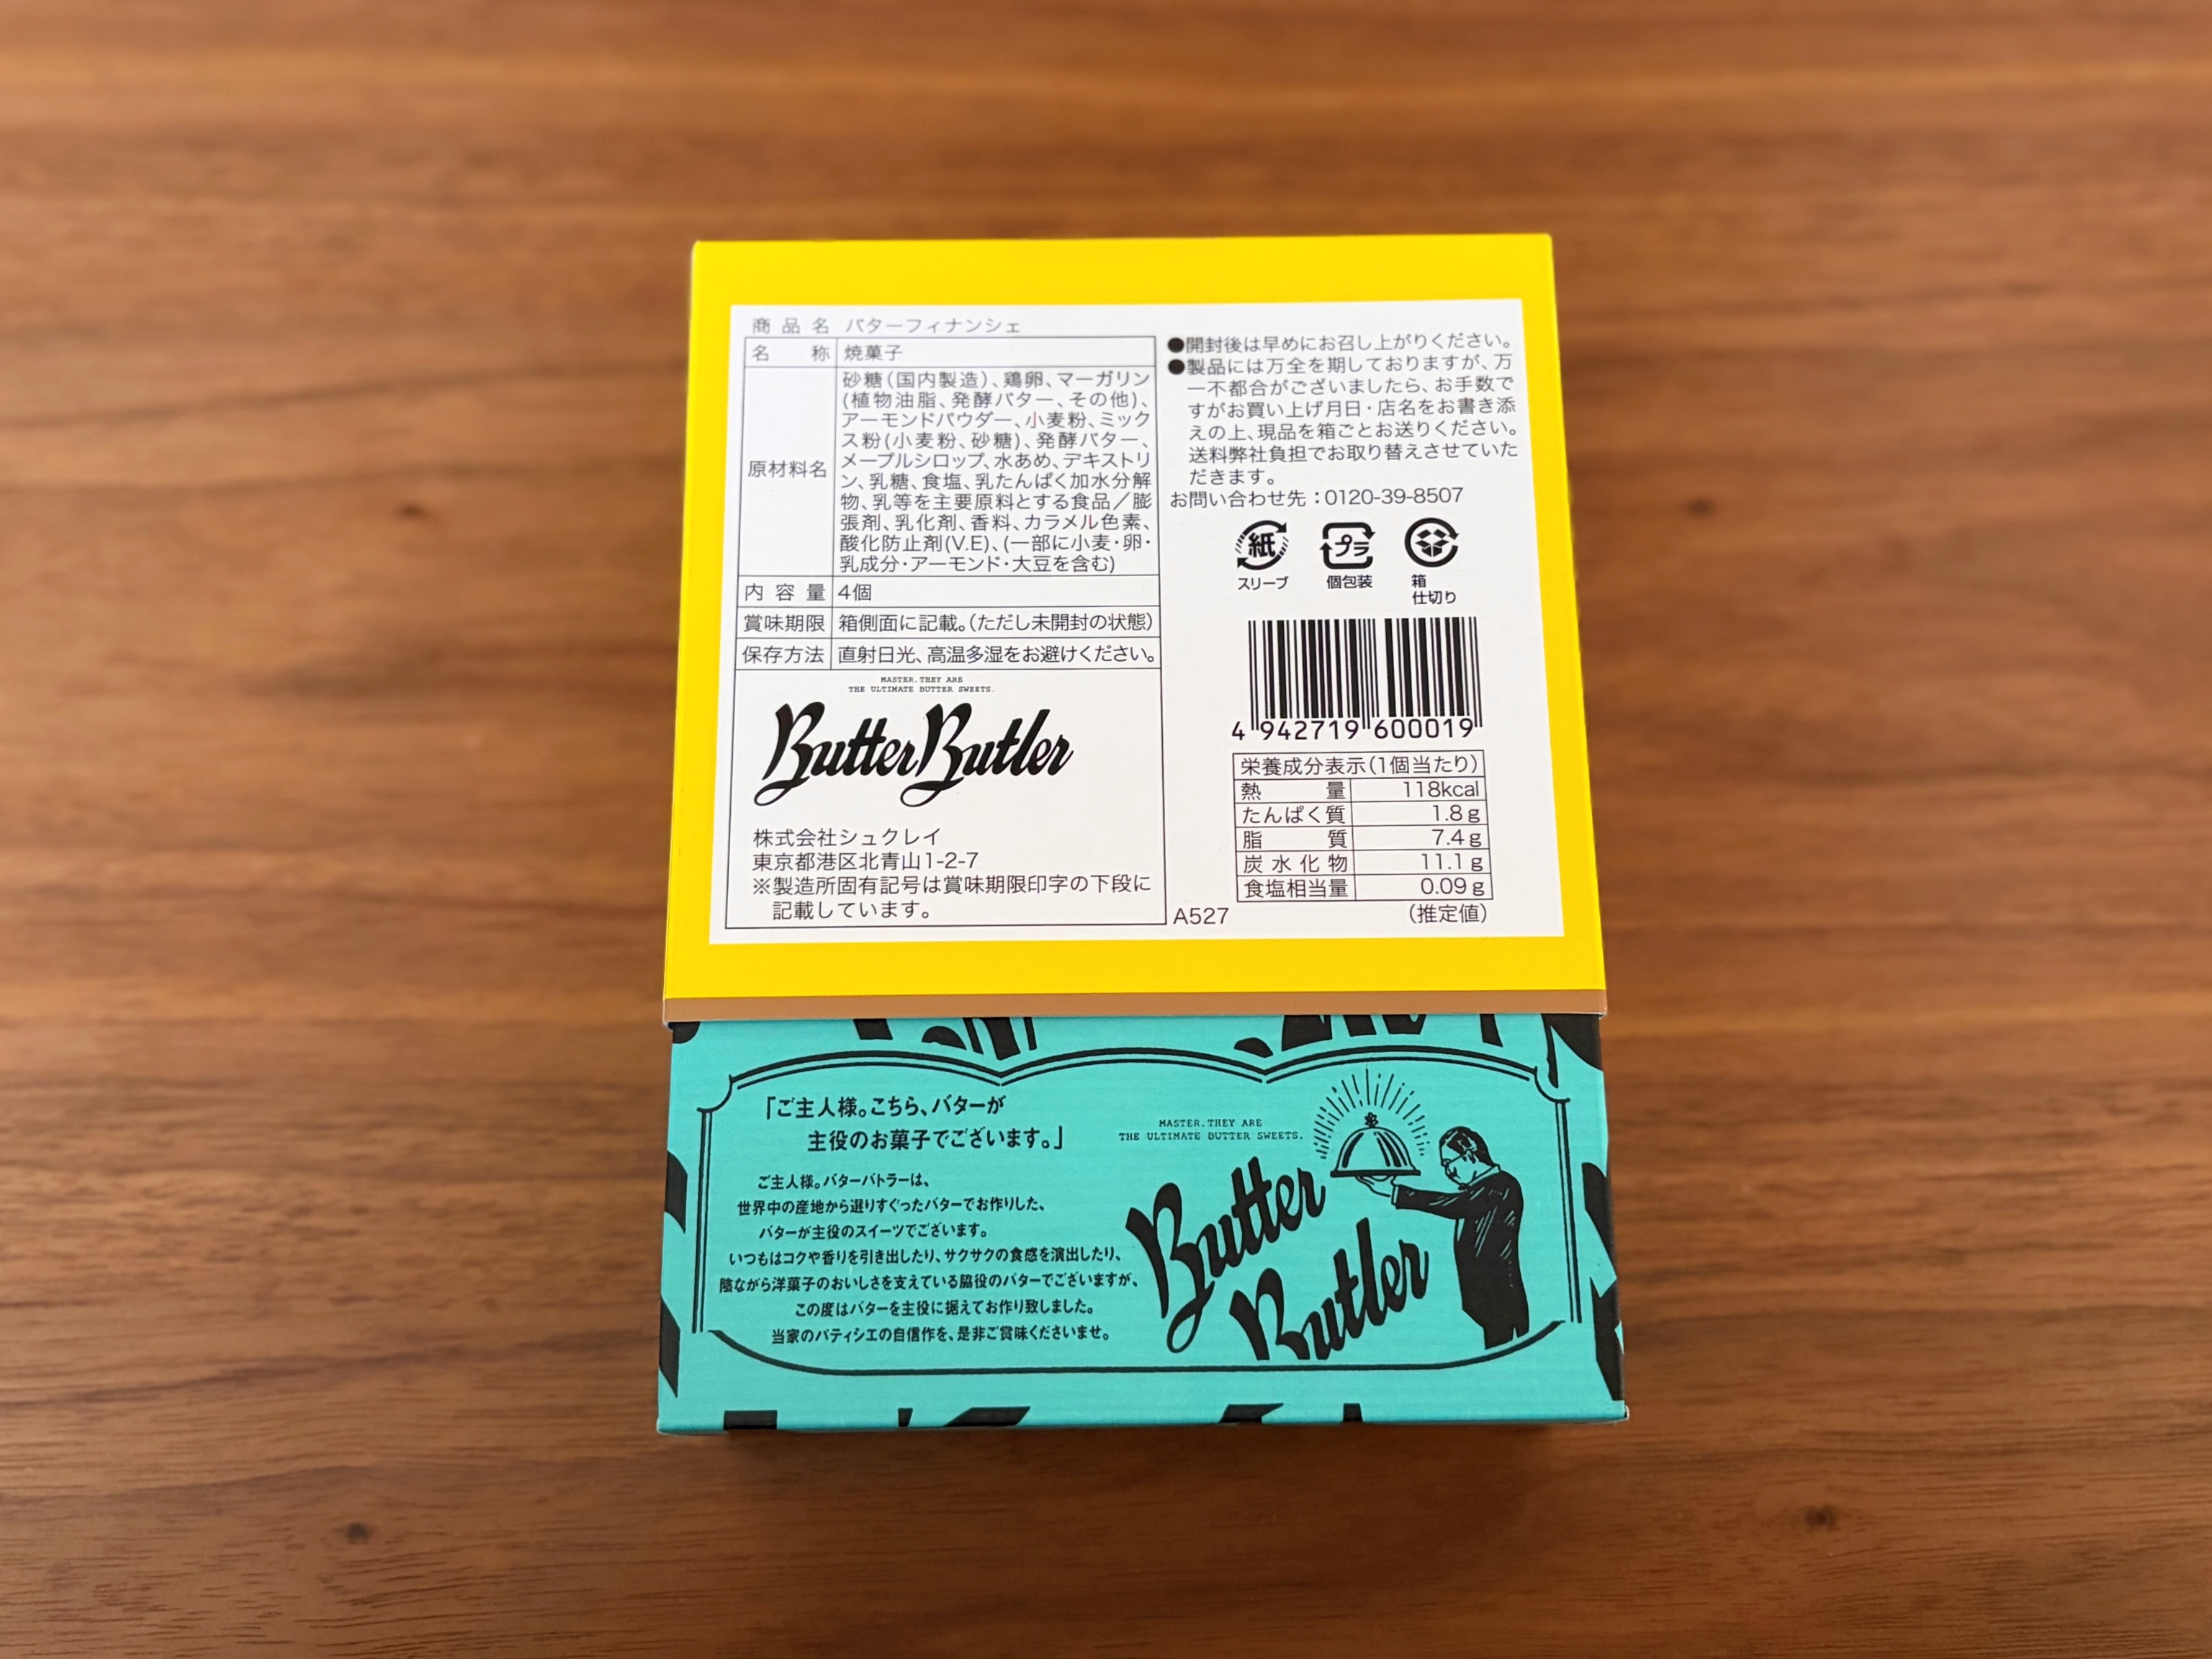 商品名 バターフィナンシェ
名称 焼菓子
原材料名
砂糖(国内製造)、鶏卵、マーガリン
(植物油脂、発酵バター、その他)、
アーモンドパウダー、小麦粉、ミック
ス粉(小麦粉、砂糖)、発酵バター、
メープルシロップ、水あめ、デキストリ
ン、乳糖、食塩、乳たんぱく加水分解
物、乳等を主要原料とする食品/膨
張剤、乳化剤、香料、カラメル色素、
酸化防止剤(V.E)、(一部に小麦・卵・
乳成分・アーモンド・大豆を含む)
内容量 4個
賞味期限 箱側面に記載。(ただし未開封の状態)
保存方法 直射日光、高温多湿をお避けください。
MASTER, THEY ARE
THE ULTIMATE BUTTER SWEETS.
Butter Butler
株式会社シュクレイ
東京都港区北青山1-2-7
※製造所固有記号は賞味期限印字の下段に
記載しています。
●開封後は早めにお召し上がりください。
●製品には万全を期しておりますが、万
一不都合がございましたら、お手数で
すがお買い上げ月日・店名をお書き添
えの上、現品を箱ごとお送りください。
送料弊社負担でお取り替えさせていた
だきます。
お問い合わせ先:0120-39-8507
紙 プラ
スリーブ 個包装 箱
仕切り
4 942719 600019
栄養成分表示(1個当たり)
熱量 118kcal
たんぱく質 1.8g
脂質 7.4g
炭水化物 11.1g
食塩相当量 0.09g
(推定値)
A527
「ご主人様。こちら、バターが
主役のお菓子でございます。」
ご主人様。バターバトラーは、
世界中の産地から選りすぐったバターでお作りした、
バターが主役のスイーツでございます。
いつもはコクや香りを引き出したり、サクサクの食感を演出したり、
陰ながら洋菓子のおいしさを支えている脇役のバターでございますが、
この度はバターを主役に据えてお作り致しました。
当家のパティシエの自信作を、是非ご賞味くださいませ。
MASTER, THEY ARE
THE ULTIMATE BUTTER SWEETS.
Butter
Butler